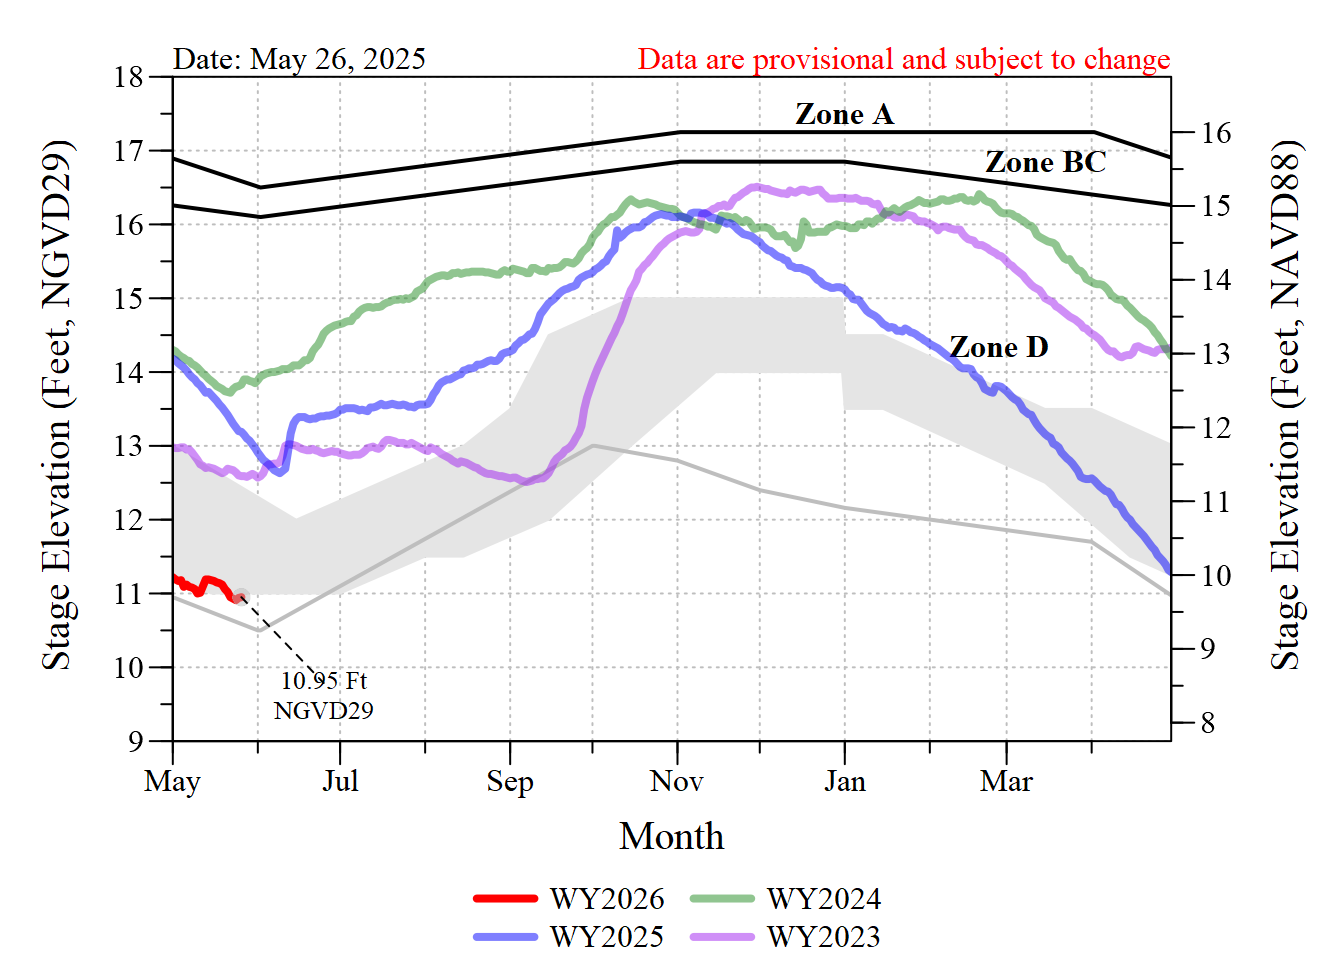 Date: May 26, 2025
Data are provisional and subject to change
Stage Elevation (Feet, NGVD29)
18
17
16
15
14
13
12
11
10
9
Zone A
Zone BC
Zone D
10.95 Ft
NGVD29
16
15
14
13
12
11
10
9
8
Stage Elevation (Feet, NAVD88)
May Jul Sep Nov Jan Mar
Month
WY2026 WY2024
WY2025 WY2023